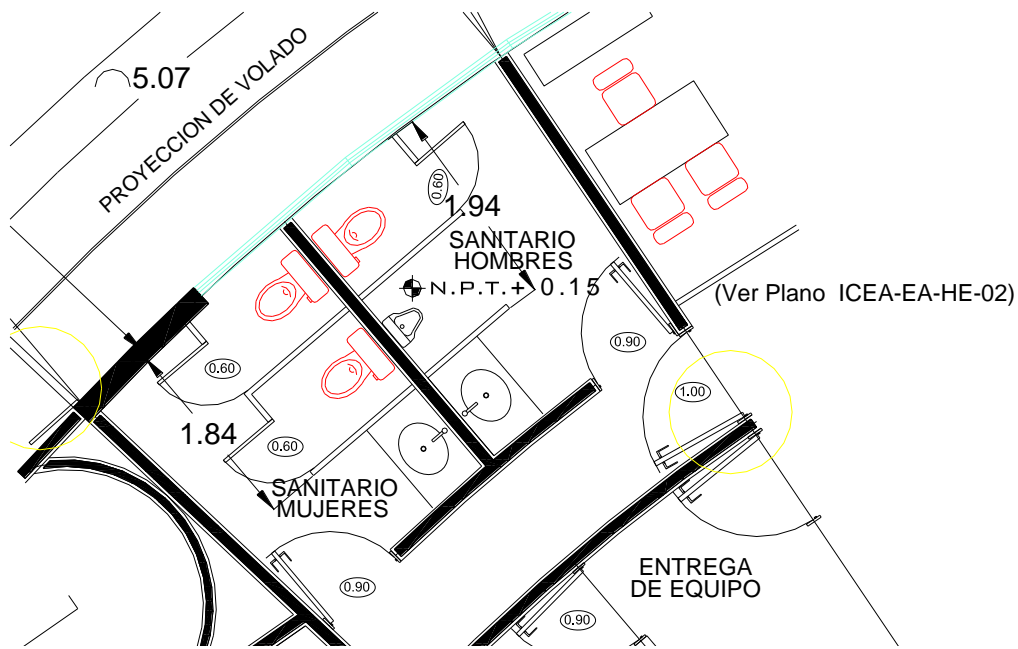 5.07
PROYECCION DE VOLADO
0.60
1.94
SANITARIO
HOMBRES
N.P.T.+ 0.15
(Ver Plano ICEA-EA-HE-02)
0.90
0.60
1.00
1.84
0.60
SANITARIO
MUJERES
0.90
ENTREGA
DE EQUIPO
0.90